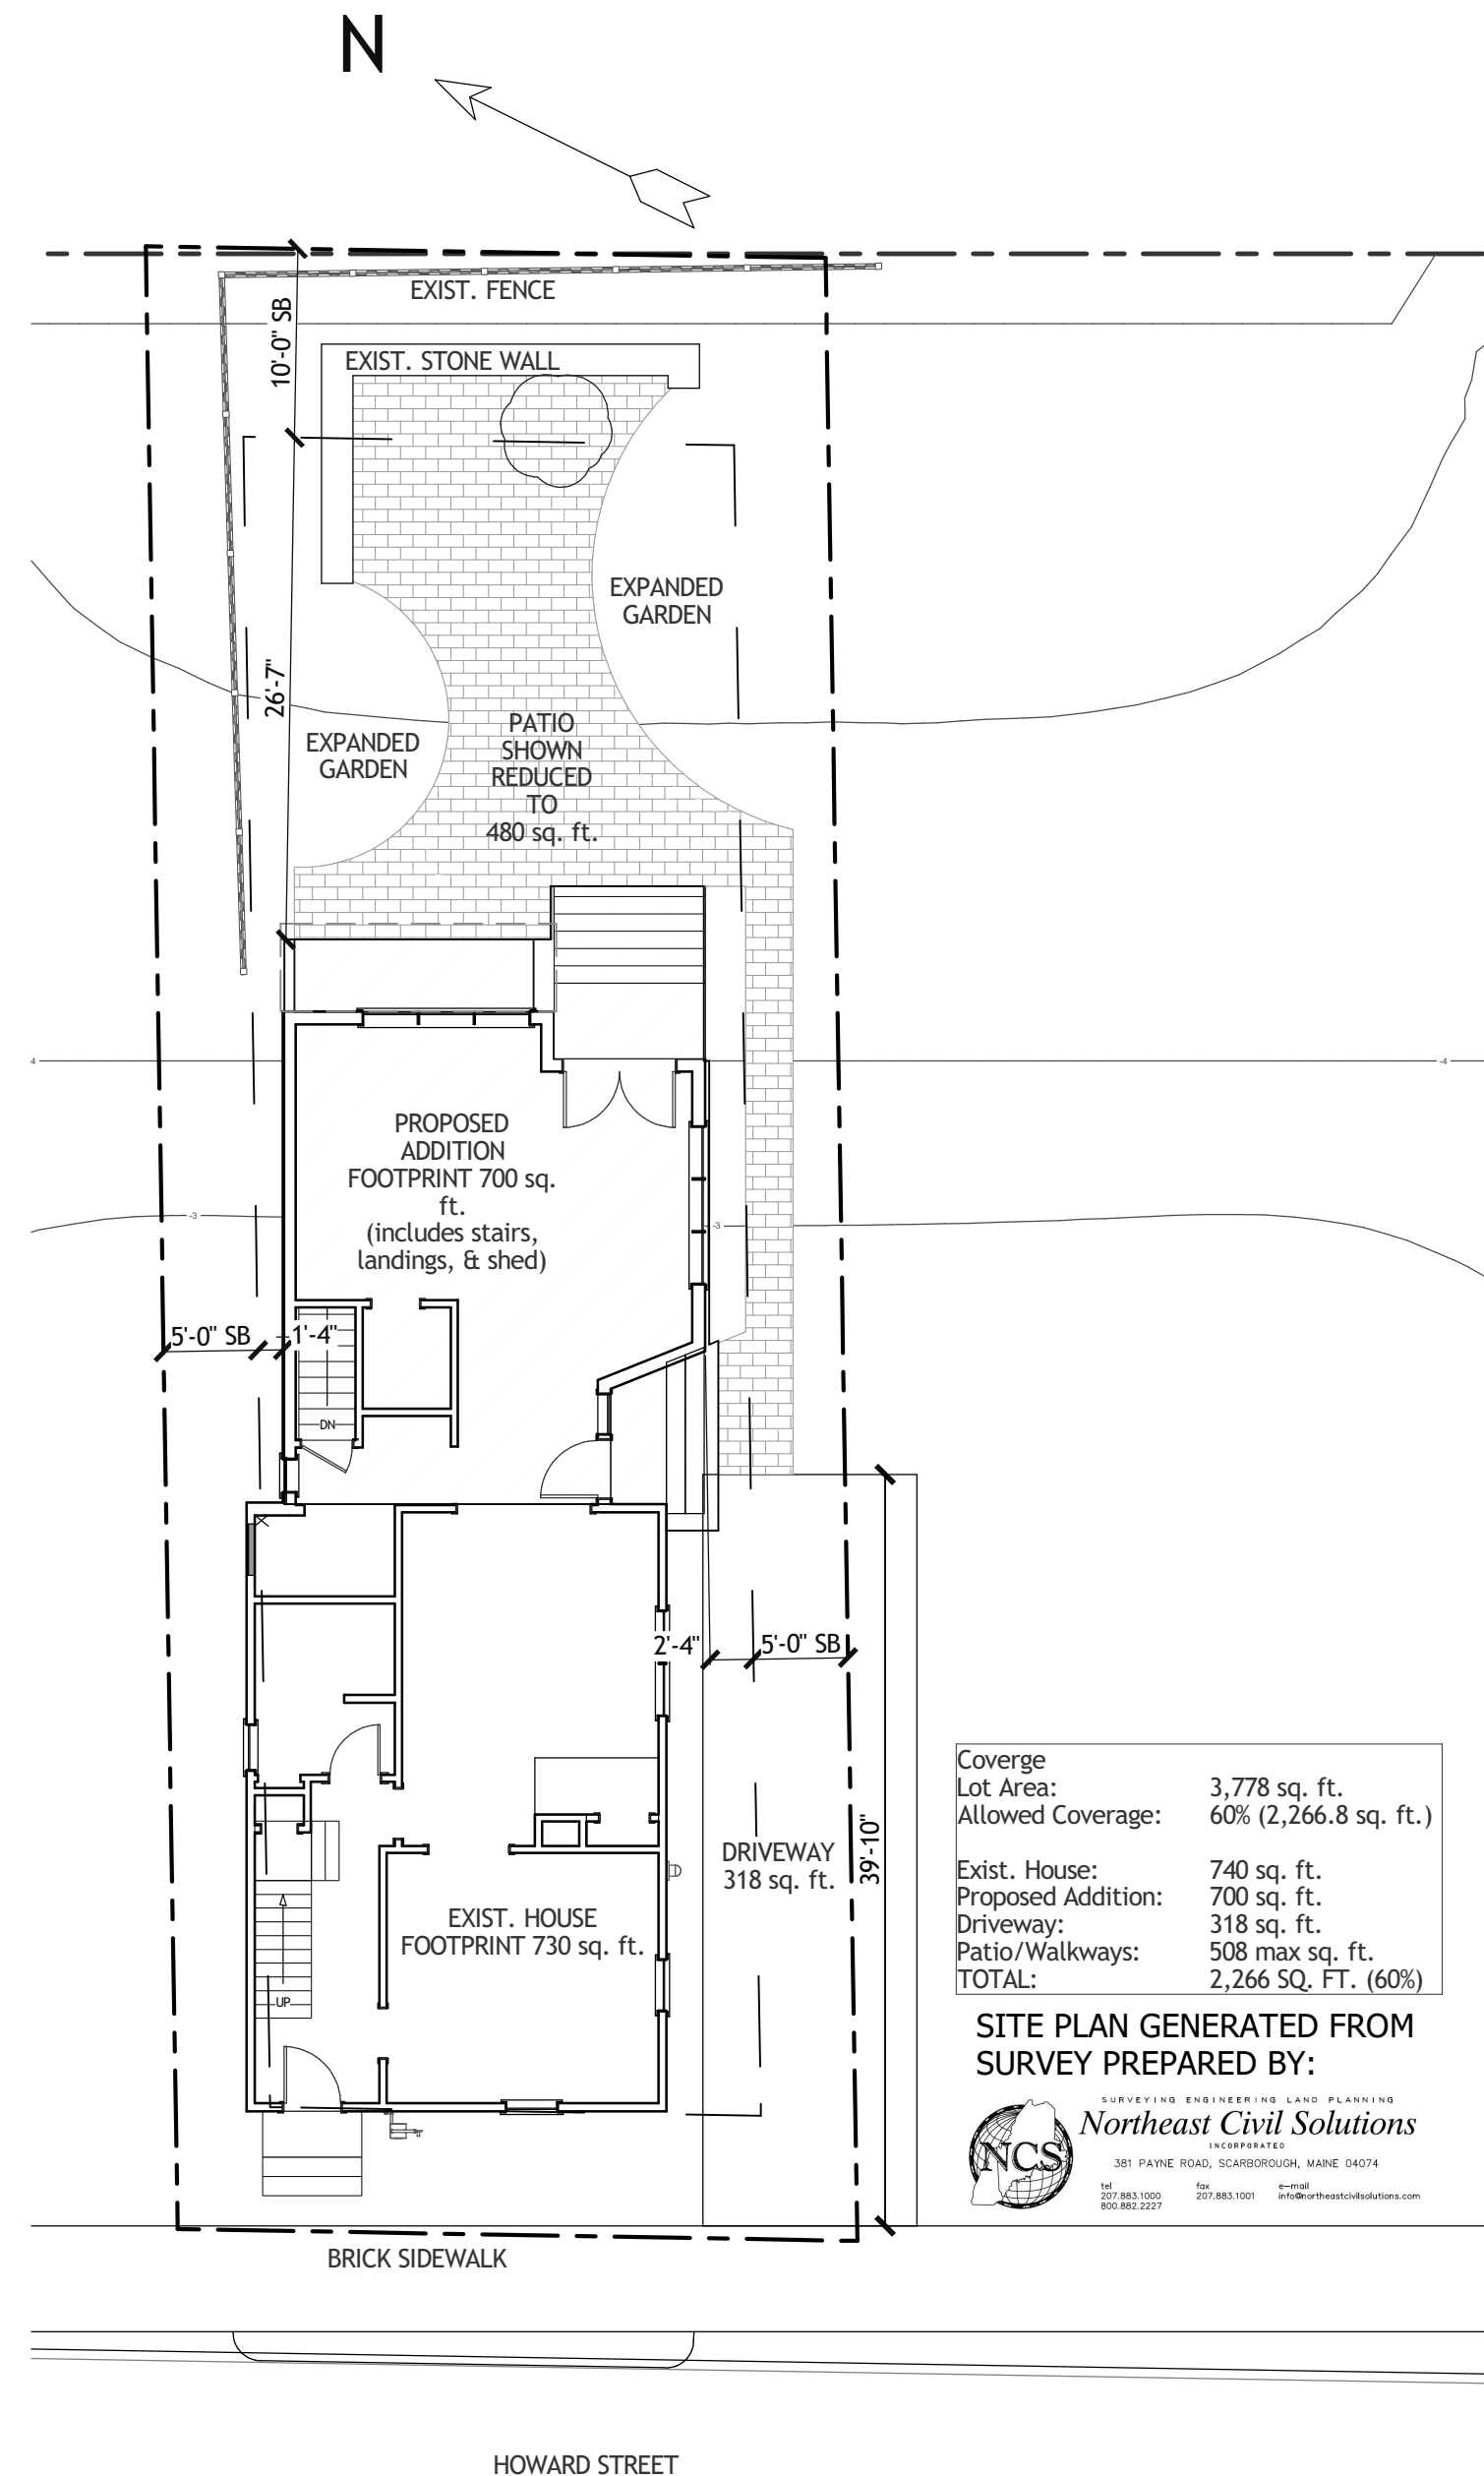 N
EXIST. FENCE
10'-0" SB
EXIST. STONE WALL
EXPANDED
GARDEN
26'-7"
EXPANDED
GARDEN
PATIO
SHOWN
REDUCED
TO
480 sq. ft.
4
-4
PROPOSED
ADDITION
FOOTPRINT 700 sq.
ft.
(includes stairs,
landings, & shed)
-3
-3
5'-0" SB
1'-4"
DN
2'-4"
5'-0" SB
39'-10"
DRIVEWAY
318 sq. ft.
EXIST. HOUSE
FOOTPRINT 730 sq. ft.
UP
Coverge
Lot Area: 3,778 sq. ft.
Allowed Coverage: 60% (2,266.8 sq. ft.)
Exist. House: 740 sq. ft.
Proposed Addition: 700 sq. ft.
Driveway: 318 sq. ft.
Patio/Walkways: 508 max sq. ft.
TOTAL: 2,266 SQ. FT. (60%)
SITE PLAN GENERATED FROM
SURVEY PREPARED BY:
SURVEYING ENGINEERING LAND PLANNING
Northeast Civil Solutions
INCORPORATED
NCS
381 PAYNE ROAD, SCARBOROUGH, MAINE 04074
tel fax e-mail
207.883.1000 207.883.1001 info@northeastcivilsolutions.com
800.882.2227
BRICK SIDEWALK
HOWARD STREET